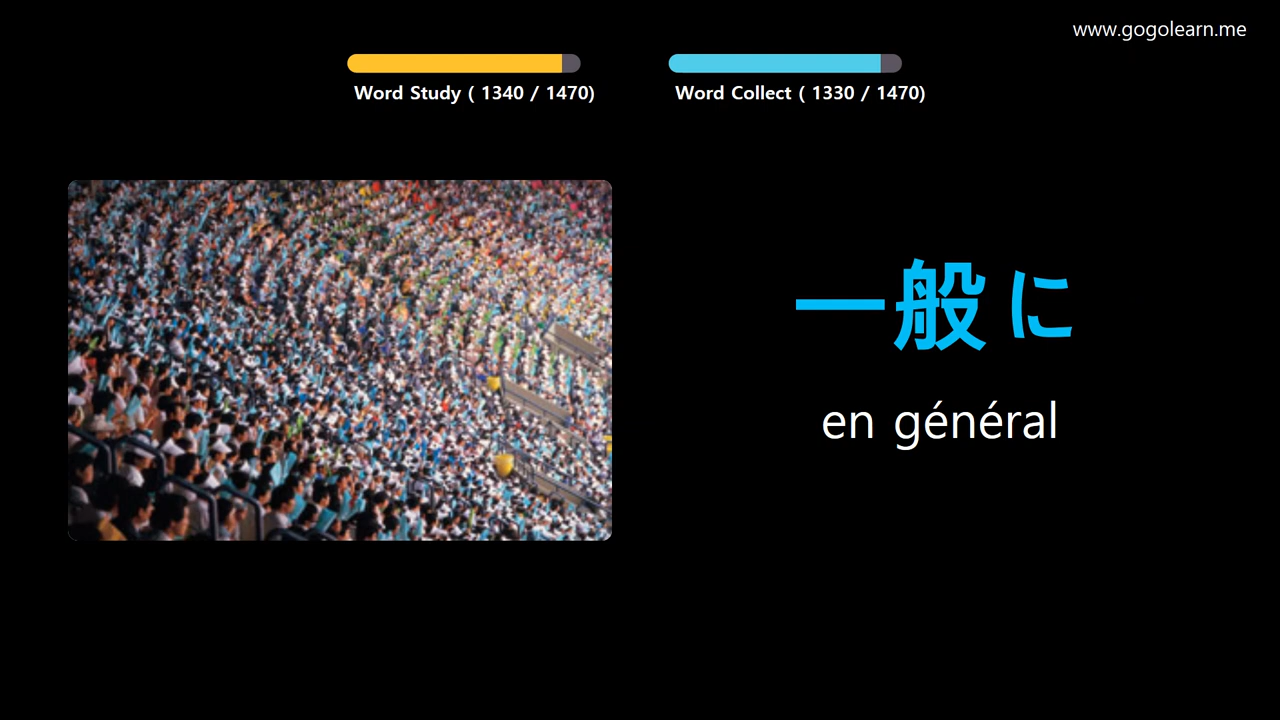 www.gogolearn.me
Word Study ( 1340 / 1470)
Word Collect ( 1330 / 1470)
一般に
en général